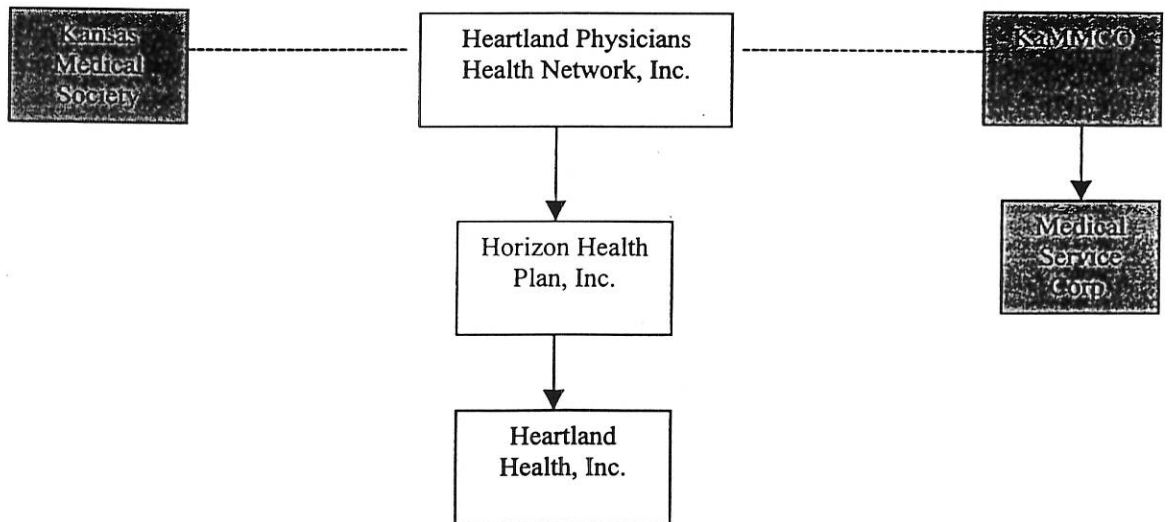 Kansas
Medical
Society
Heartland Physicians
Health Network, Inc.
KaMMCO
Horizon Health
Plan, Inc.
Medical
Service
Corp.
Heartland
Health, Inc.